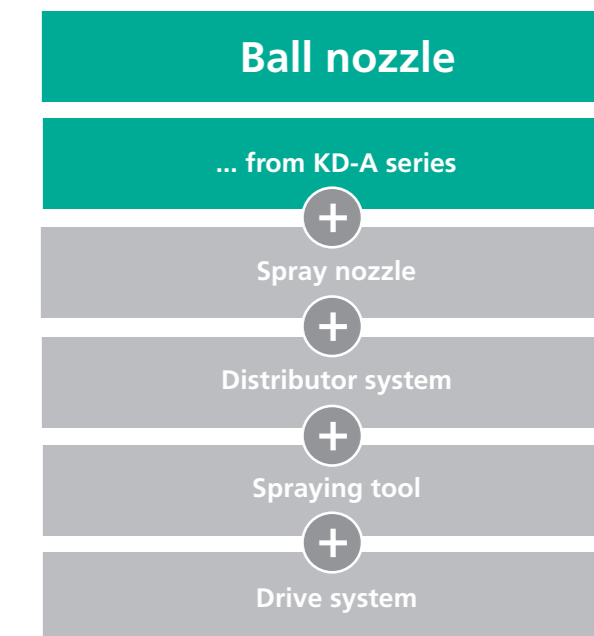 Ball nozzle
... from KD-A series
+
Spray nozzle
+
Distributor system
+
Spraying tool
+
Drive system